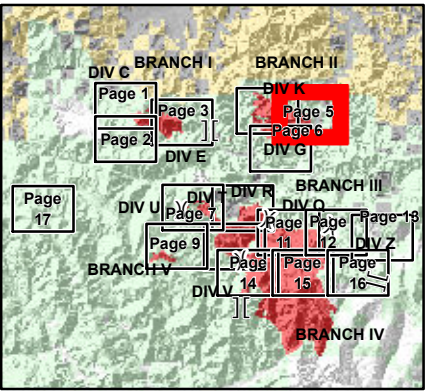 BRANCH I
BRANCH II
DIV C
DIV K
Page 1
Page 3
Page 5
Page 6
Page 2
DIV E
DIV G
BRANCH III
DIV R
Page 17
DIV U
Page 7
DIV O
Page 13
Page 11
Page 12
Page 9
DIV Z
BRANCH V
Page 14
Page 15
Page 16
DIV V
BRANCH IV